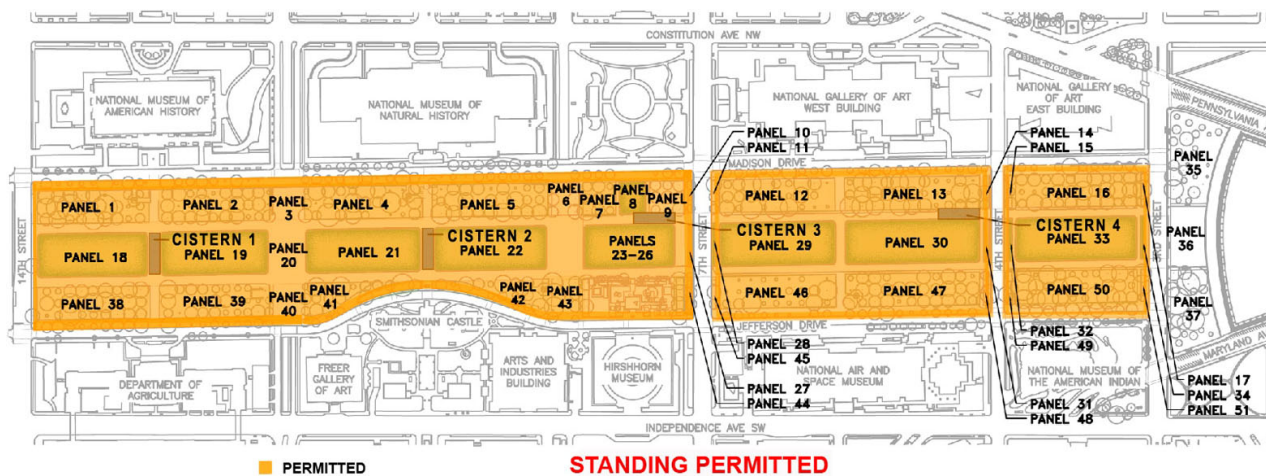 CONSTITUTION AVE NW
NATIONAL MUSEUM OF
AMERICAN HISTORY
NATIONAL MUSEUM OF
NATURAL HISTORY
NATIONAL GALLERY OF ART
WEST BUILDING
NATIONAL GALLERY
OF ART
EAST BUILDING
PENNSYLVANIA A
PANEL 10
PANEL 11
PANEL 14
PANEL 15
MADISON DRIVE
PANEL
35
PANEL 1
PANEL 2
PANEL
3
PANEL 4
PANEL 5
PANEL
6
PANEL
7
PANEL
8
PANEL
9
PANEL 12
PANEL 13
PANEL 16
14TH STREET
CISTERN 1
CISTERN 2
CISTERN 3
CISTERN 4
PANEL 18
PANEL 19
PANEL
20
PANEL 21
PANEL 22
PANELS
23-26
7TH STREET
PANEL 29
PANEL 30
4TH STREET
PANEL 33
3RD STREET
PANEL
36
PANEL 38
PANEL 39
PANEL
40
PANEL
41
PANEL
42
PANEL
43
PANEL 46
PANEL 47
PANEL 50
PANEL
37
SMITHSONIAN CASTLE
JEFFERSON DRIVE
PANEL 28
PANEL 45
PANEL 32
PANEL 49
MARYLAND AV
DEPARTMENT OF
AGRICULTURE
FREER
GALLERY
OF ART
ARTS AND
INDUSTRIES
BUILDING
HIRSHHORN
MUSEUM
NATIONAL AIR AND
SPACE MUSEUM
NATIONAL MUSEUM OF
THE AMERICAN INDIAN
PANEL 27
PANEL 44
PANEL 31
PANEL 48
PANEL 17
PANEL 34
PANEL 51
INDEPENDENCE AVE SW
PERMITTED
STANDING PERMITTED